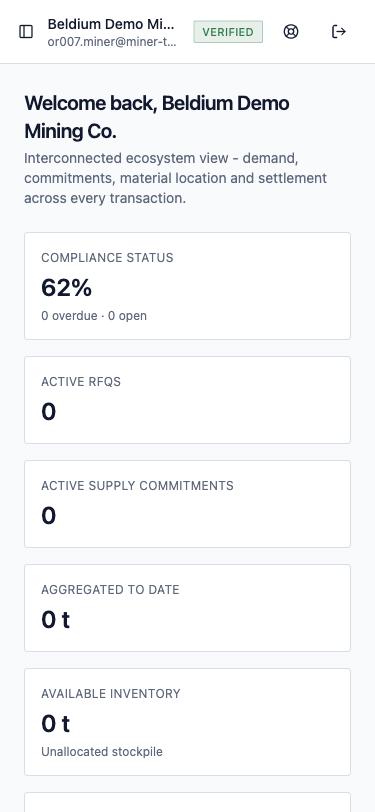 Beldium Demo Mi...
or007.miner@miner-t...
VERIFIED
Welcome back, Beldium Demo
Mining Co.
Interconnected ecosystem view - demand,
commitments, material location and settlement
across every transaction.
COMPLIANCE STATUS
62%
0 overdue · 0 open
ACTIVE RFQS
0
ACTIVE SUPPLY COMMITMENTS
0
AGGREGATED TO DATE
0 t
AVAILABLE INVENTORY
0 t
Unallocated stockpile